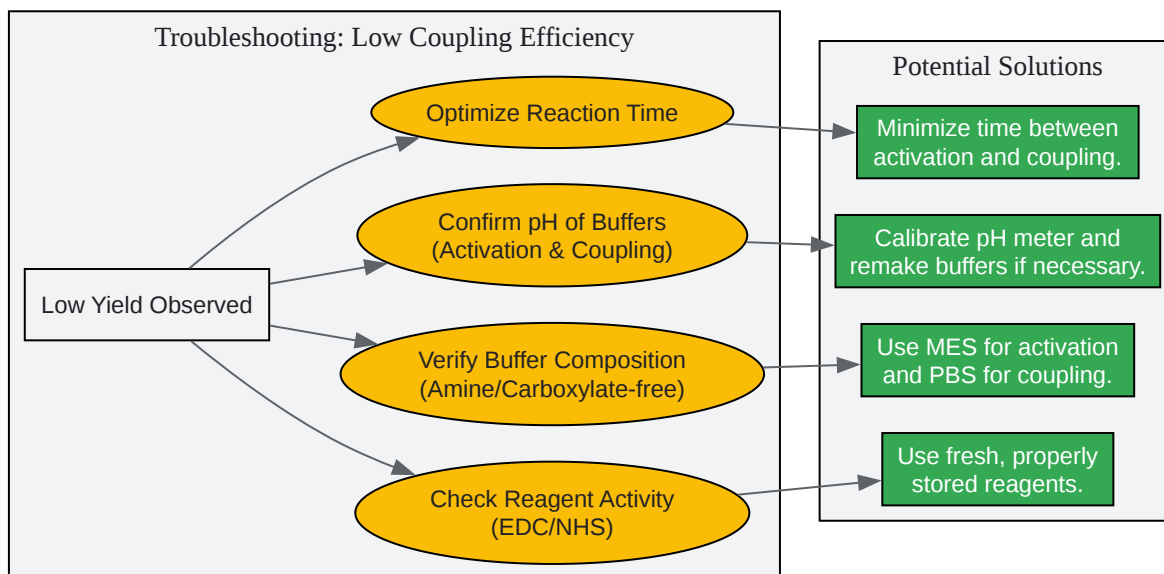 Troubleshooting: Low Coupling Efficiency
Low Yield Observed
Optimize Reaction Time
Confirm pH of Buffers
(Activation & Coupling)
Verify Buffer Composition
(Amine/Carboxylate-free)
Check Reagent Activity
(EDC/NHS)
Potential Solutions
Minimize time between
activation and coupling.
Calibrate pH meter and
remake buffers if necessary.
Use MES for activation
and PBS for coupling.
Use fresh, properly
stored reagents.